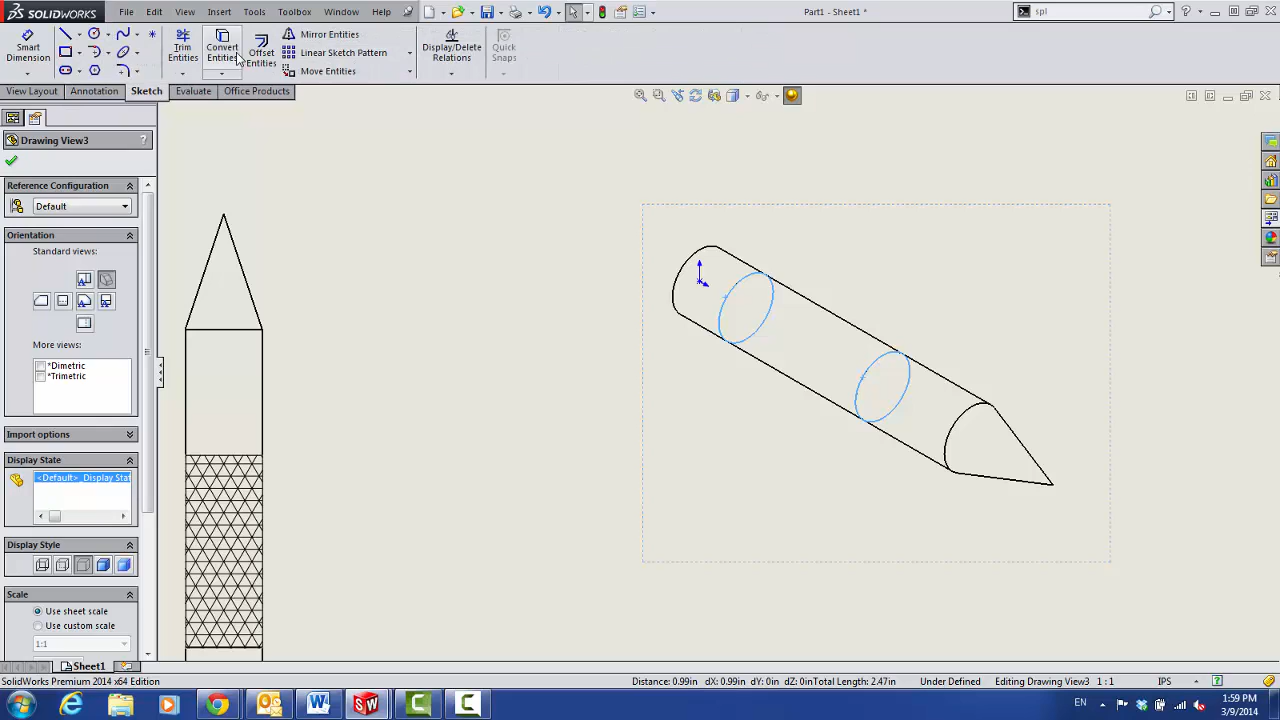 SOLIDWORKS File Edit View Insert Tools Toolbox Window Help Part1 - Sheet1 * spl
Smart Dimension
Trim Entities
Convert Entities
Offset Entities
Mirror Entities
Linear Sketch Pattern
Move Entities
Display/Delete Relations
Quick Snaps
View Layout Annotation Sketch Evaluate Office Products
Drawing View3 ?
Reference Configuration
Default
Orientation
Standard views:
More views:
*Dimetric
*Trimetric
Import options
Display State
<Default>_Display Stat
Display Style
Scale
Use sheet scale
Use custom scale
1:1
Sheet1
SolidWorks Premium 2014 x64 Edition Distance: 0.99in dX: 0.99in dY: 0in dZ: 0in Total Length: 2.47in Under Defined Editing Drawing View3 1 : 1 IPS ?
EN 1:59 PM
3/9/2014